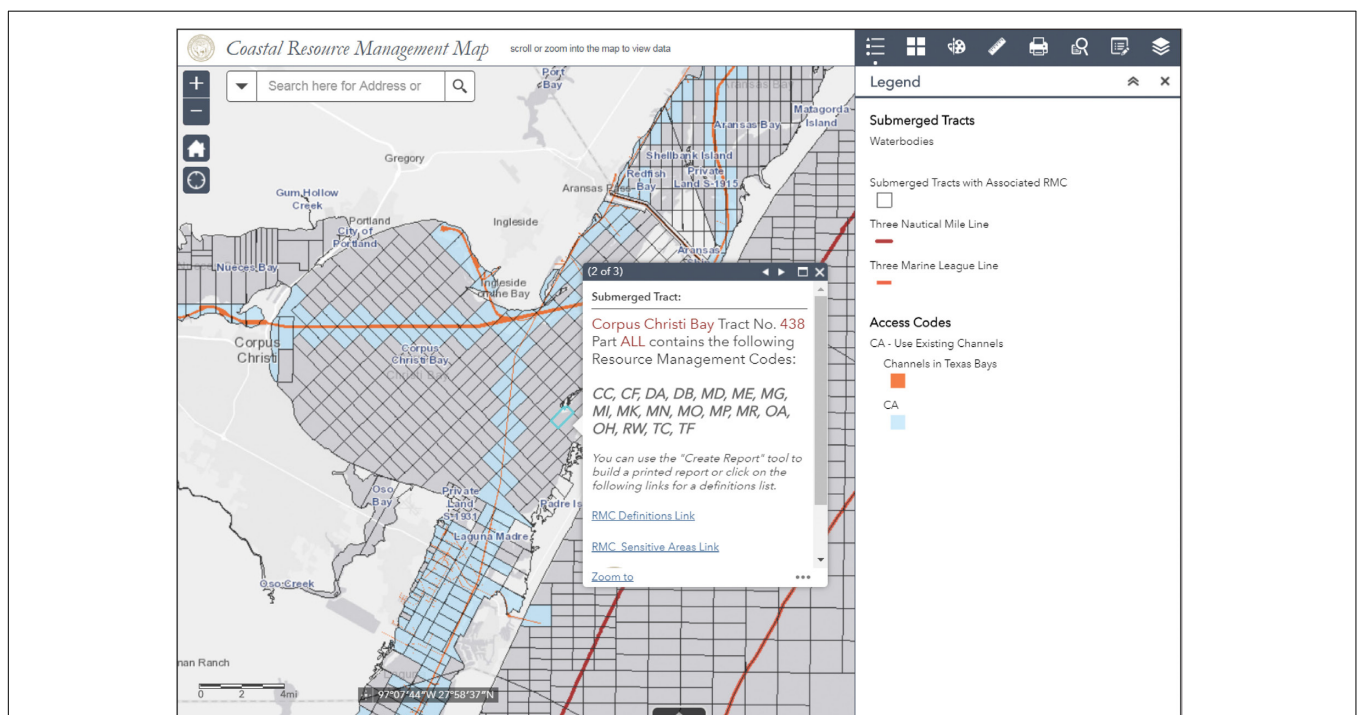 Coastal Resource Management Map
scroll or zoom into the map to view data
+
−
Search here for Address or
Port
Bay
Aransas Bay
Matagorda
Island
Aransas Bay
Shellbank Island
Gregory
Redfish
Bay
Private
Land S-1915
Aransas Pass
Gum Hollow
Creek
Portland
City of
Portland
Ingleside
Aransas
Nueces Bay
Ingleside
on the Bay
Corpus
Christi
Corpus
Christi Bay
Oso
Bay
Private
Land
S-1931
Padre Is
Laguna Madre
Oso Creek
nan Ranch
0 2 4mi
97°07'44"W 27°58'37"N
(2 of 3)
Submerged Tract:
Corpus Christi Bay Tract No. 438
Part ALL contains the following
Resource Management Codes:
CC, CF, DA, DB, MD, ME, MG,
MI, MK, MN, MO, MP, MR, OA,
OH, RW, TC, TF
You can use the "Create Report" tool to
build a printed report or click on the
following links for a definitions list.
RMC Definitions Link
RMC Sensitive Areas Link
Zoom to
Legend
Submerged Tracts
Waterbodies
Submerged Tracts with Associated RMC
Three Nautical Mile Line
Three Marine League Line
Access Codes
CA - Use Existing Channels
Channels in Texas Bays
CA